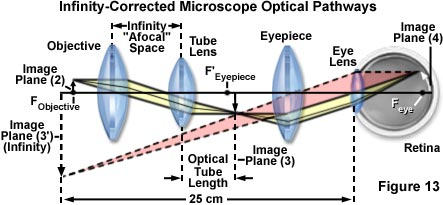 Infinity-Corrected Microscope Optical Pathways
Objective
Infinity
"Afocal"
Space
Tube
Lens
Eyepiece
Image
Plane (4)
Image
Plane (2)
F'Eyepiece
Eye
Lens
FObjective
Feye
Image
Plane (3')
(Infinity)
Optical
Tube
Length
Image
Plane (3)
Retina
25 cm
Figure 13